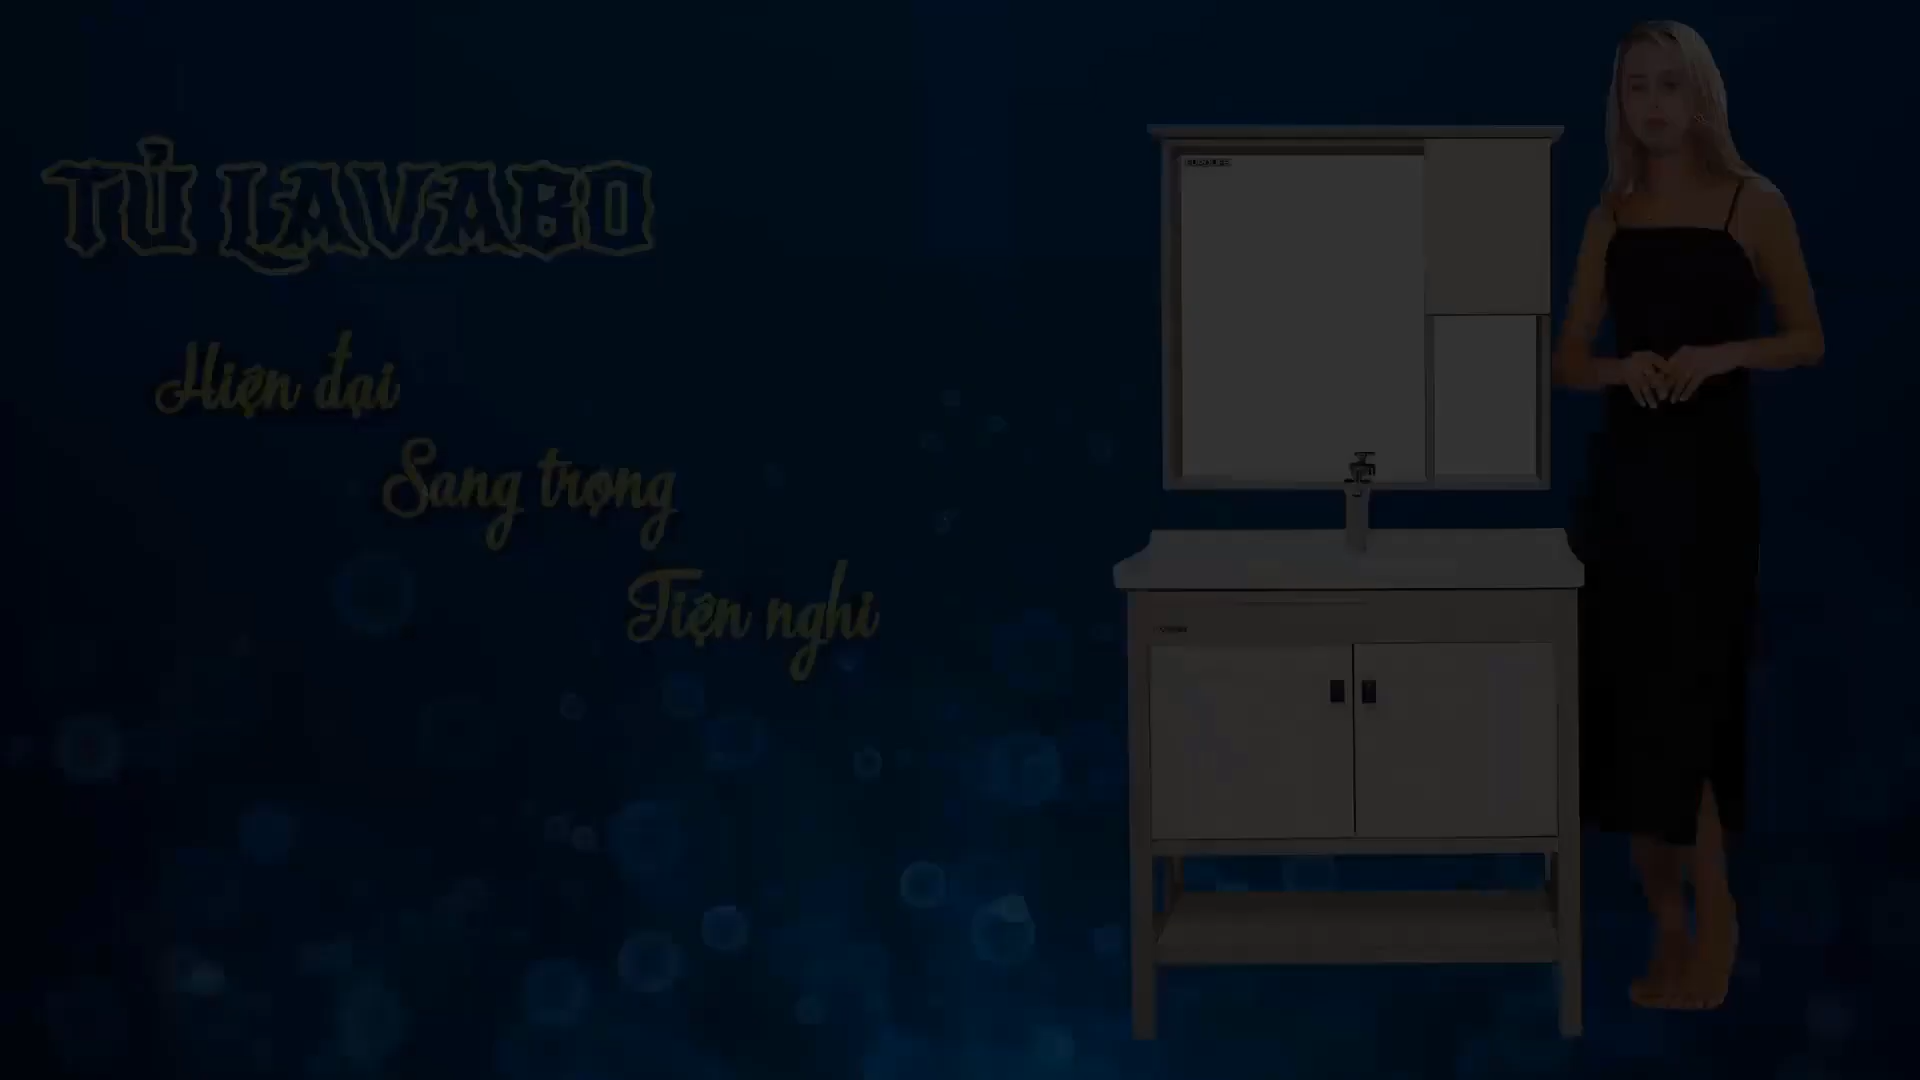 TỦ LAVABO
Hiện đại
Sang trọng
Tiện nghi